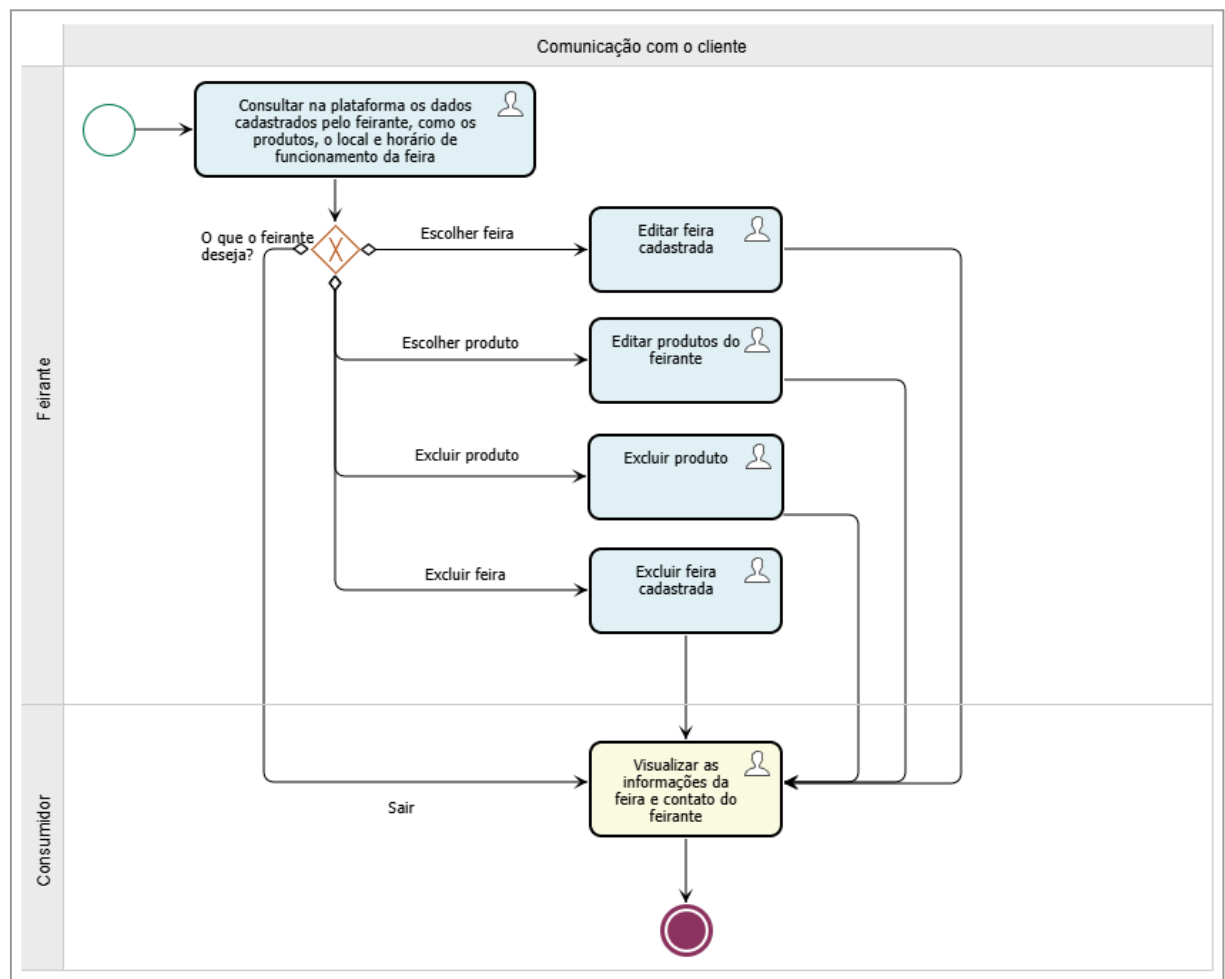 Comunicação com o cliente
Feirante
Consultar na plataforma os dados
cadastrados pelo feirante, como os
produtos, o local e horário de
funcionamento da feira
O que o feirante
deseja?
Escolher feira
Editar feira
cadastrada
Escolher produto
Editar produtos do
feirante
Excluir produto
Excluir produto
Excluir feira
Excluir feira
cadastrada
Consumidor
Sair
Visualizar as
informações da
feira e contato do
feirante